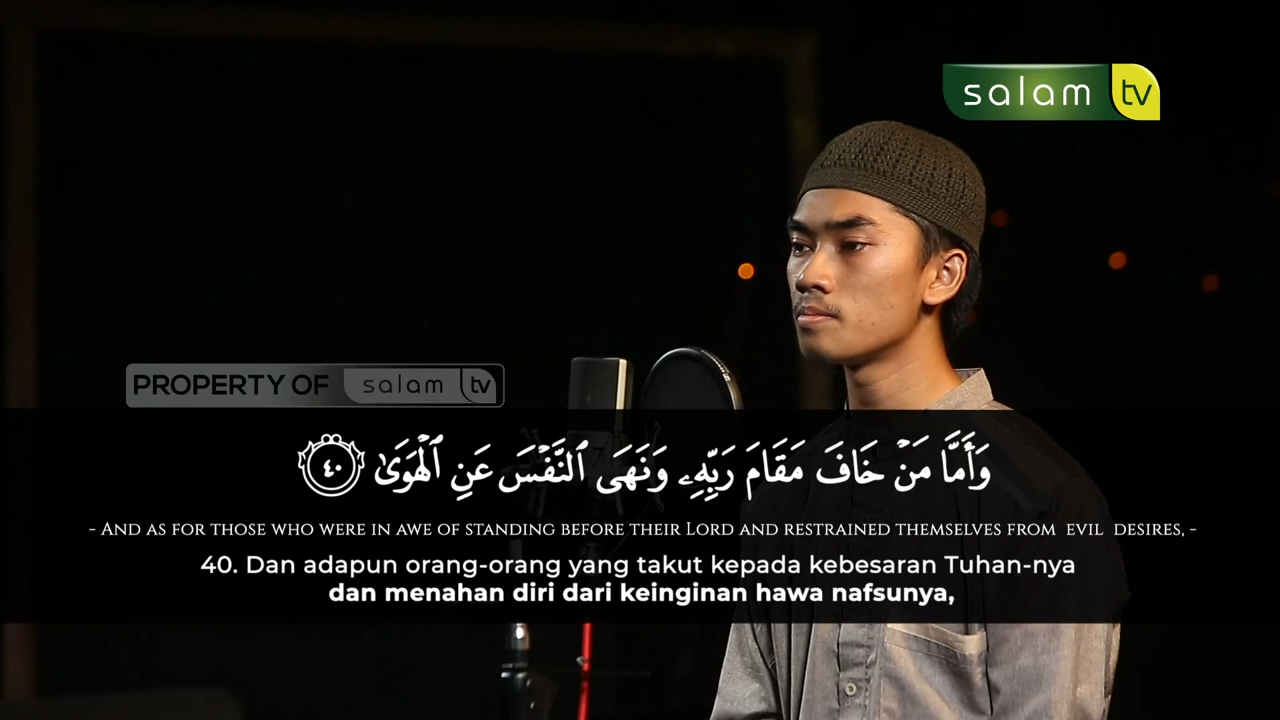 salam tv
PROPERTY OF salam tv
وَأَمَّا مَنْ خَافَ مَقَامَ رَبِّهِۦ وَنَهَى ٱلنَّفْسَ عَنِ ٱلْهَوَىٰ ٤٠
- And as for those who were in awe of standing before their Lord and restrained themselves from evil desires, -
40. Dan adapun orang-orang yang takut kepada kebesaran Tuhan-nya
dan menahan diri dari keinginan hawa nafsunya,